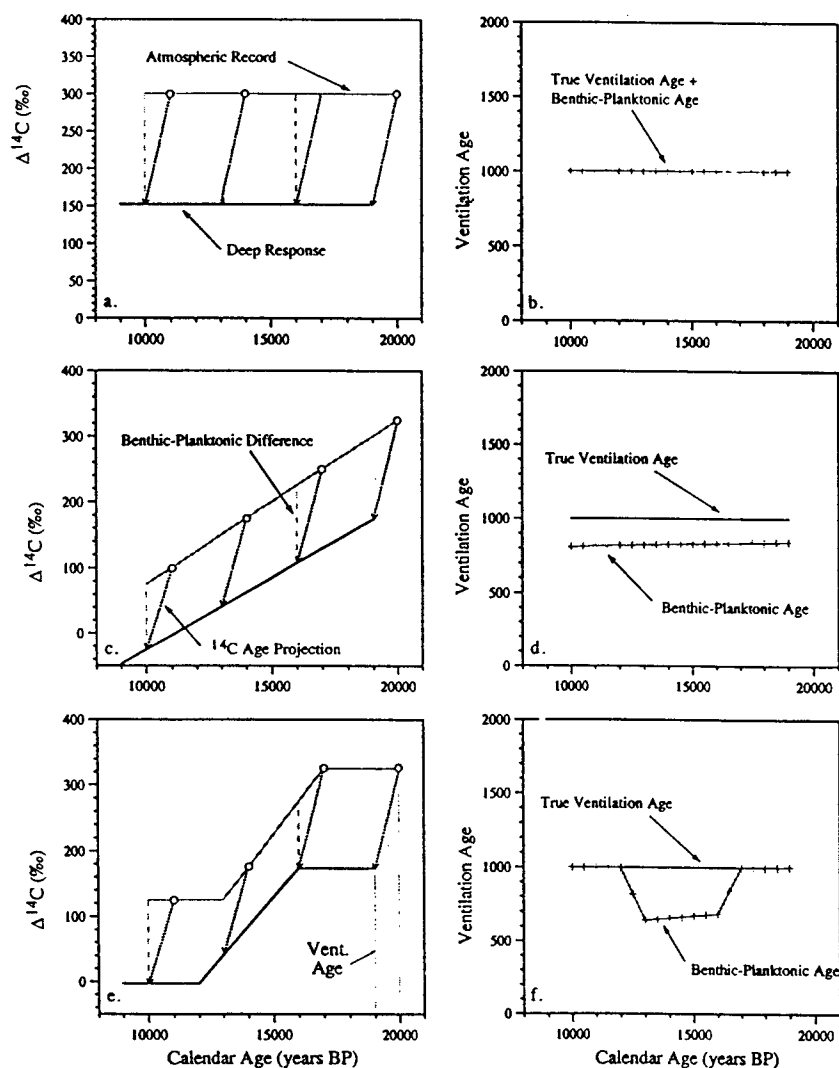 400
350
300
250
200
150
100
50
0
Δ14C (‰)
Atmospheric Record
Deep Response
a.
10000
15000
20000
2000
1500
1000
500
0
Ventilation Age
True Ventilation Age +
Benthic-Planktonic Age
b.
10000
15000
20000
400
300
200
100
0
Δ14C (‰)
Benthic-Planktonic Difference
14C Age Projection
c.
10000
15000
20000
2000
1500
1000
500
0
Ventilation Age
True Ventilation Age
Benthic-Planktonic Age
d.
10000
15000
20000
400
300
200
100
0
Δ14C (‰)
Vent.
Age
e.
10000
15000
20000
Calendar Age (years BP)
2000
1500
1000
500
0
Ventilation Age
True Ventilation Age
Benthic-Planktonic Age
f.
10000
15000
20000
Calendar Age (years BP)